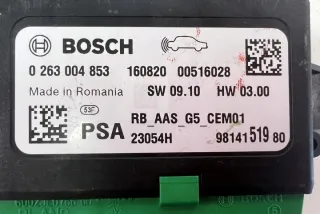 BOSCH
0 263 004 853 160820 00516028
Made in Romania SW 09.10 HW 03.00
53F
PSA RB_AAS_G5_CEM01
23054H 98141519 80